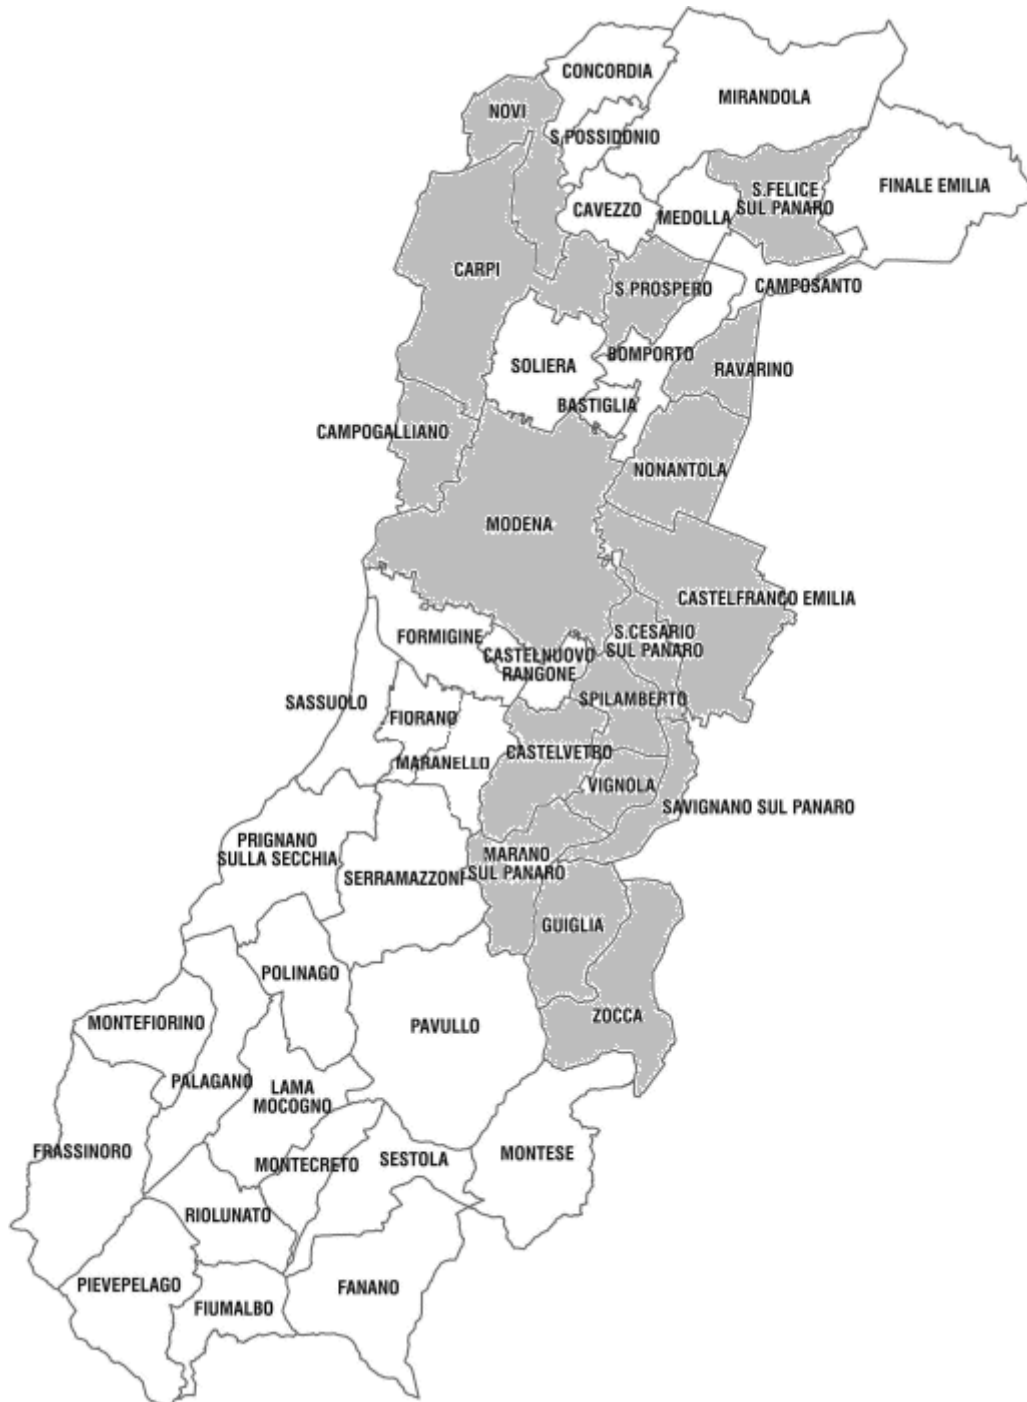 CONCORDIA
MIRANDOLA
NOVI
S.POSSIDONIO
FINALE EMILIA
S.FELICE
SUL PANARO
CAVEZZO
MEDOLLA
CARPI
S.PROSPERO
CAMPOSANTO
BOMPORTO
SOLIERA
RAVARINO
BASTIGLIA
CAMPOGALLIANO
NONANTOLA
MODENA
CASTELFRANCO EMILIA
FORMIGINE
S.CESARIO
SUL PANARO
CASTELNUOVO
RANGONE
SASSUOLO
SPILAMBERTO
FIORANO
CASTELVETRO
MARANELLO
VIGNOLA
SAVIGNANO SUL PANARO
PRIGNANO
SULLA SECCHIA
MARANO
SUL PANARO
SERRAMAZZONI
GUIGLIA
POLINAGO
ZOCCA
MONTEFIORINO
PAVULLO
PALAGANO
LAMA
MOCOGNO
FRASSINORO
MONTECRETO
SESTOLA
MONTESE
RIOLUNATO
PIEVEPELAGO
FANANO
FIUMALBO